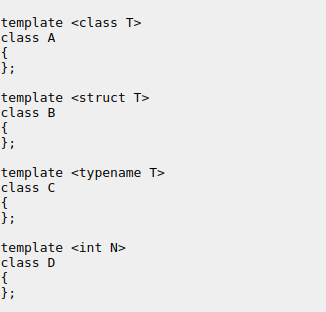 template <class T>
class A
{
};
template <struct T>
class B
{
};
template <typename T>
class C
{
};
template <int N>
class D
{
};